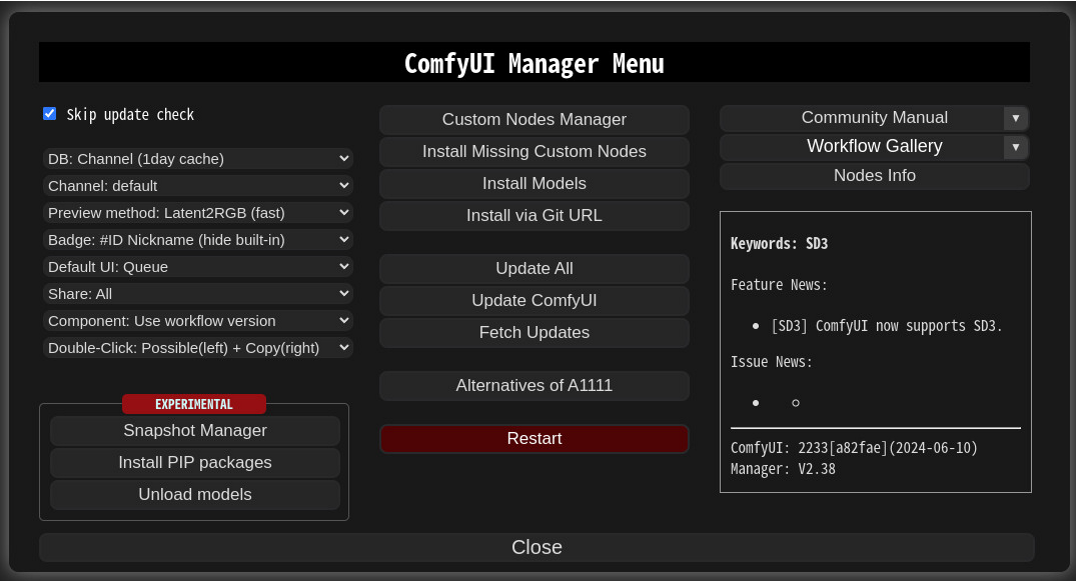 ComfyUI Manager Menu
Skip update check
DB: Channel (1day cache)
Channel: default
Preview method: Latent2RGB (fast)
Badge: #ID Nickname (hide built-in)
Default UI: Queue
Share: All
Component: Use workflow version
Double-Click: Possible(left) + Copy(right)
EXPERIMENTAL
Snapshot Manager
Install PIP packages
Unload models
Custom Nodes Manager
Install Missing Custom Nodes
Install Models
Install via Git URL
Update All
Update ComfyUI
Fetch Updates
Alternatives of A1111
Restart
Community Manual
Workflow Gallery
Nodes Info
Keywords: SD3
Feature News:
[SD3] ComfyUI now supports SD3.
Issue News:
ComfyUI: 2233[a82fae](2024-06-10)
Manager: V2.38
Close